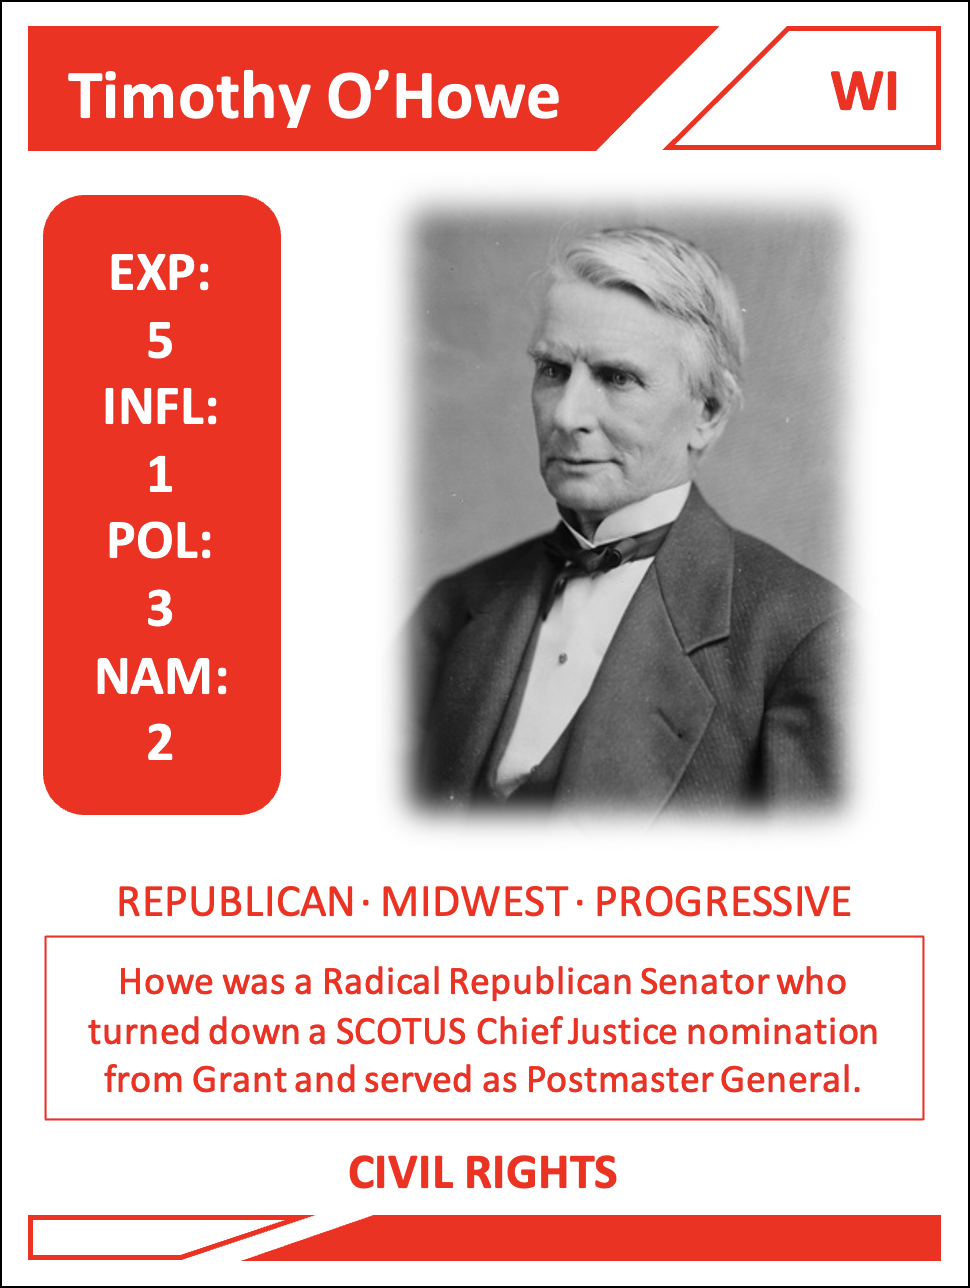 Timothy O’Howe
WI
EXP:
5
INFL:
1
POL:
3
NAM:
2
REPUBLICAN · MIDWEST · PROGRESSIVE
Howe was a Radical Republican Senator who
turned down a SCOTUS Chief Justice nomination
from Grant and served as Postmaster General.
CIVIL RIGHTS